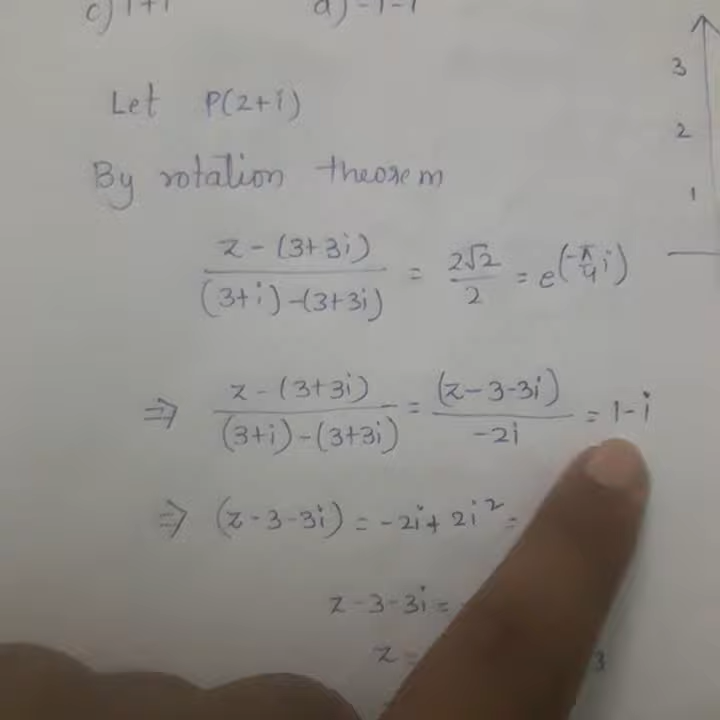 c) 1+i d) -1-i
Let P(z+i)
3
2
1
By rotation theorem
z-(3+3i) / (3+i)-(3+3i) = 2√2 / 2 = e^(-π/4 i)
⇒ z-(3+3i) / (3+i)-(3+3i) = (z-3-3i) / -2i = 1-i
⇒ (z-3-3i) = -2i+2i² =
z-3-3i =
z = 3